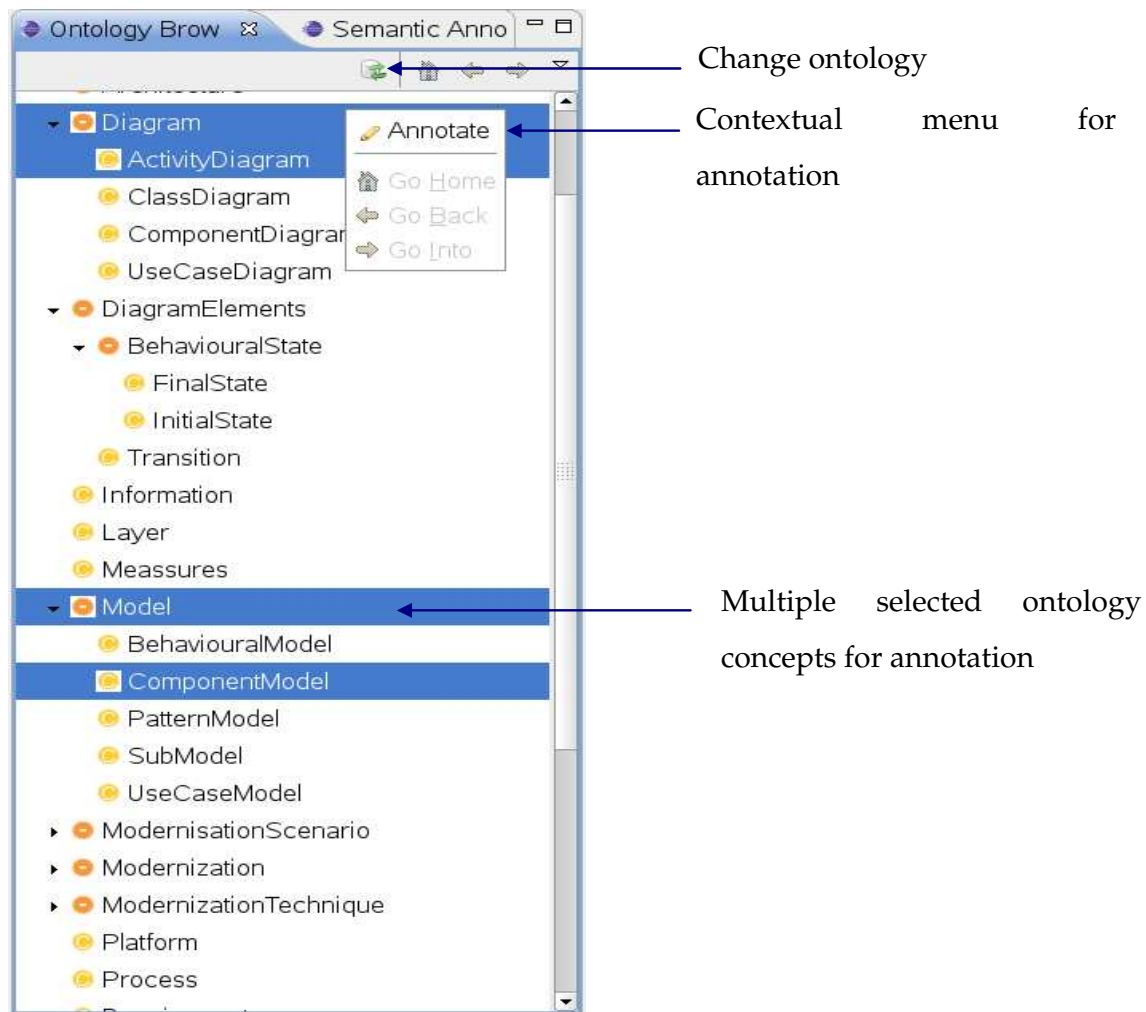 Ontology Brow
Semantic Anno
Change ontology
Diagram
Annotate
Contextual menu for
annotation
ActivityDiagram
Go Home
ClassDiagram
Go Back
ComponentDiagram
Go Into
UseCaseDiagram
DiagramElements
BehaviouralState
FinalState
InitialState
Transition
Information
Layer
Meassures
Model
Multiple selected ontology
concepts for annotation
BehaviouralModel
ComponentModel
PatternModel
SubModel
UseCaseModel
ModernisationScenario
Modernization
ModernizationTechnique
Platform
Process